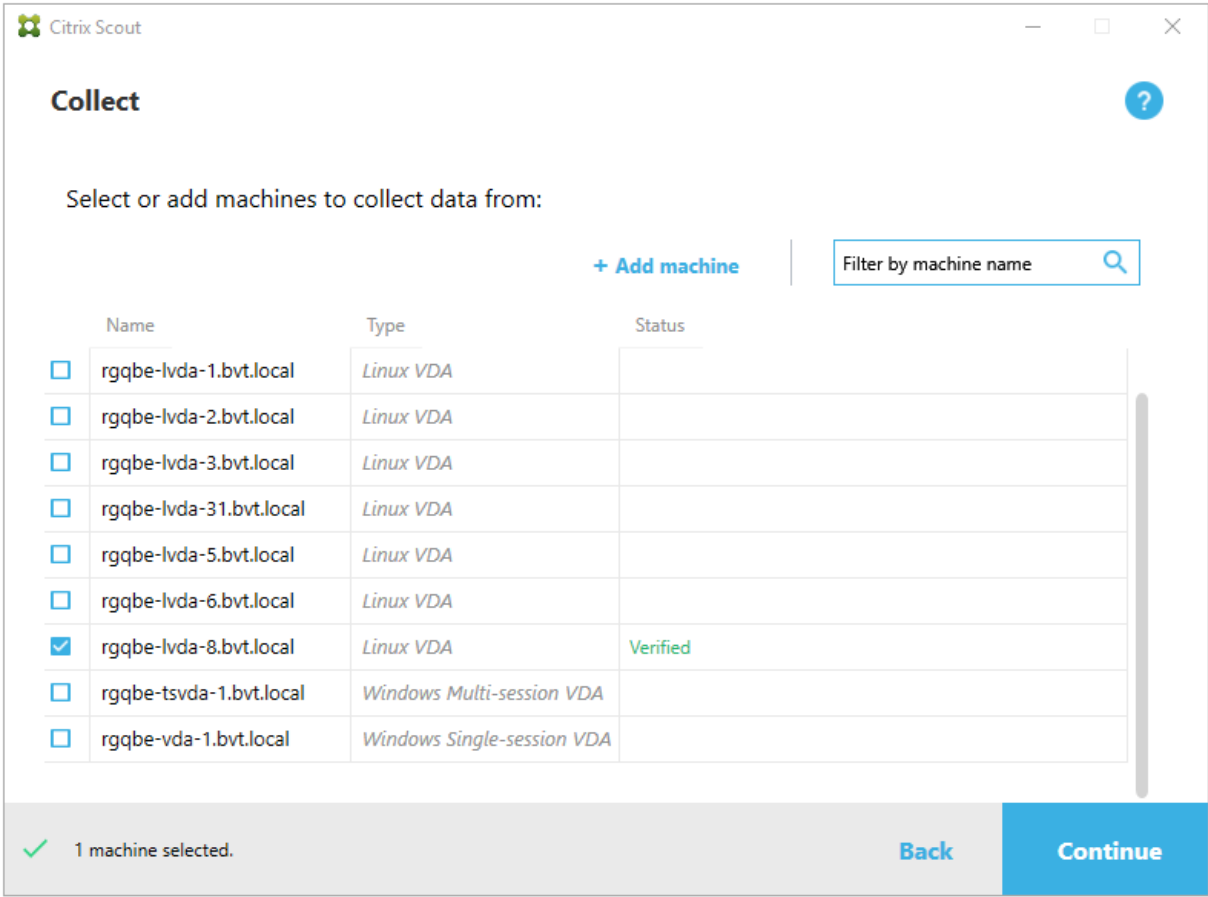 Citrix Scout
Collect
?
Select or add machines to collect data from:
+ Add machine
Filter by machine name
Name Type Status
rgqbe-lvda-1.bvt.local Linux VDA
rgqbe-lvda-2.bvt.local Linux VDA
rgqbe-lvda-3.bvt.local Linux VDA
rgqbe-lvda-31.bvt.local Linux VDA
rgqbe-lvda-5.bvt.local Linux VDA
rgqbe-lvda-6.bvt.local Linux VDA
rgqbe-lvda-8.bvt.local Linux VDA Verified
rgqbe-tsvda-1.bvt.local Windows Multi-session VDA
rgqbe-vda-1.bvt.local Windows Single-session VDA
1 machine selected.
Back
Continue